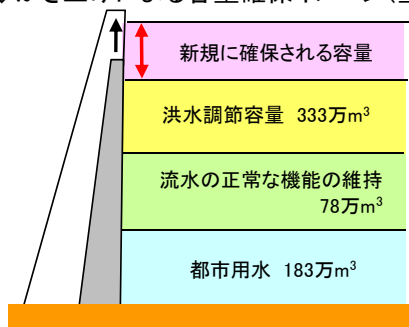 新規に確保される容量
洪水調節容量 333万m³
流水の正常な機能の維持
78万m³
都市用水 183万m³